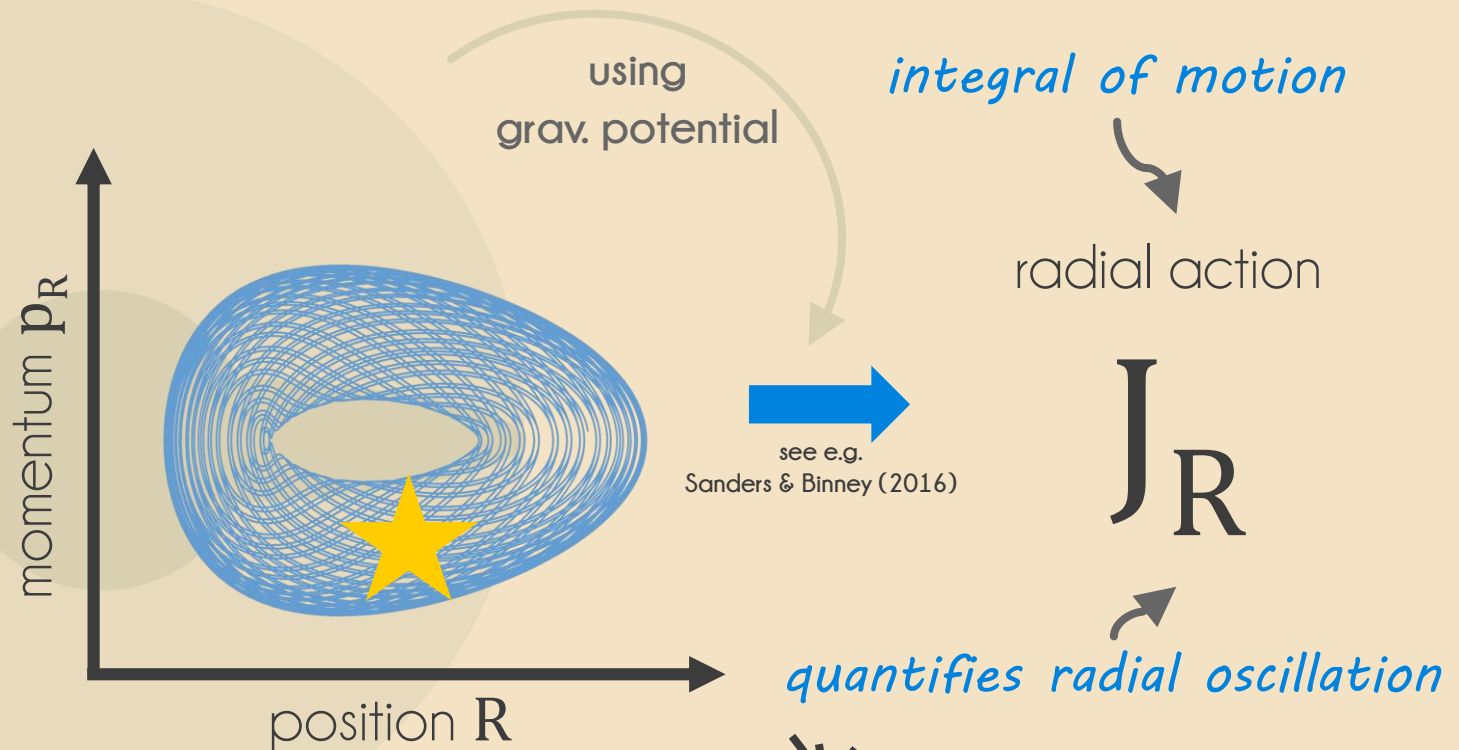 using
grav. potential
integral of motion
radial action
momentum pR
see e.g.
Sanders & Binney (2016)
JR
quantifies radial oscillation
position R